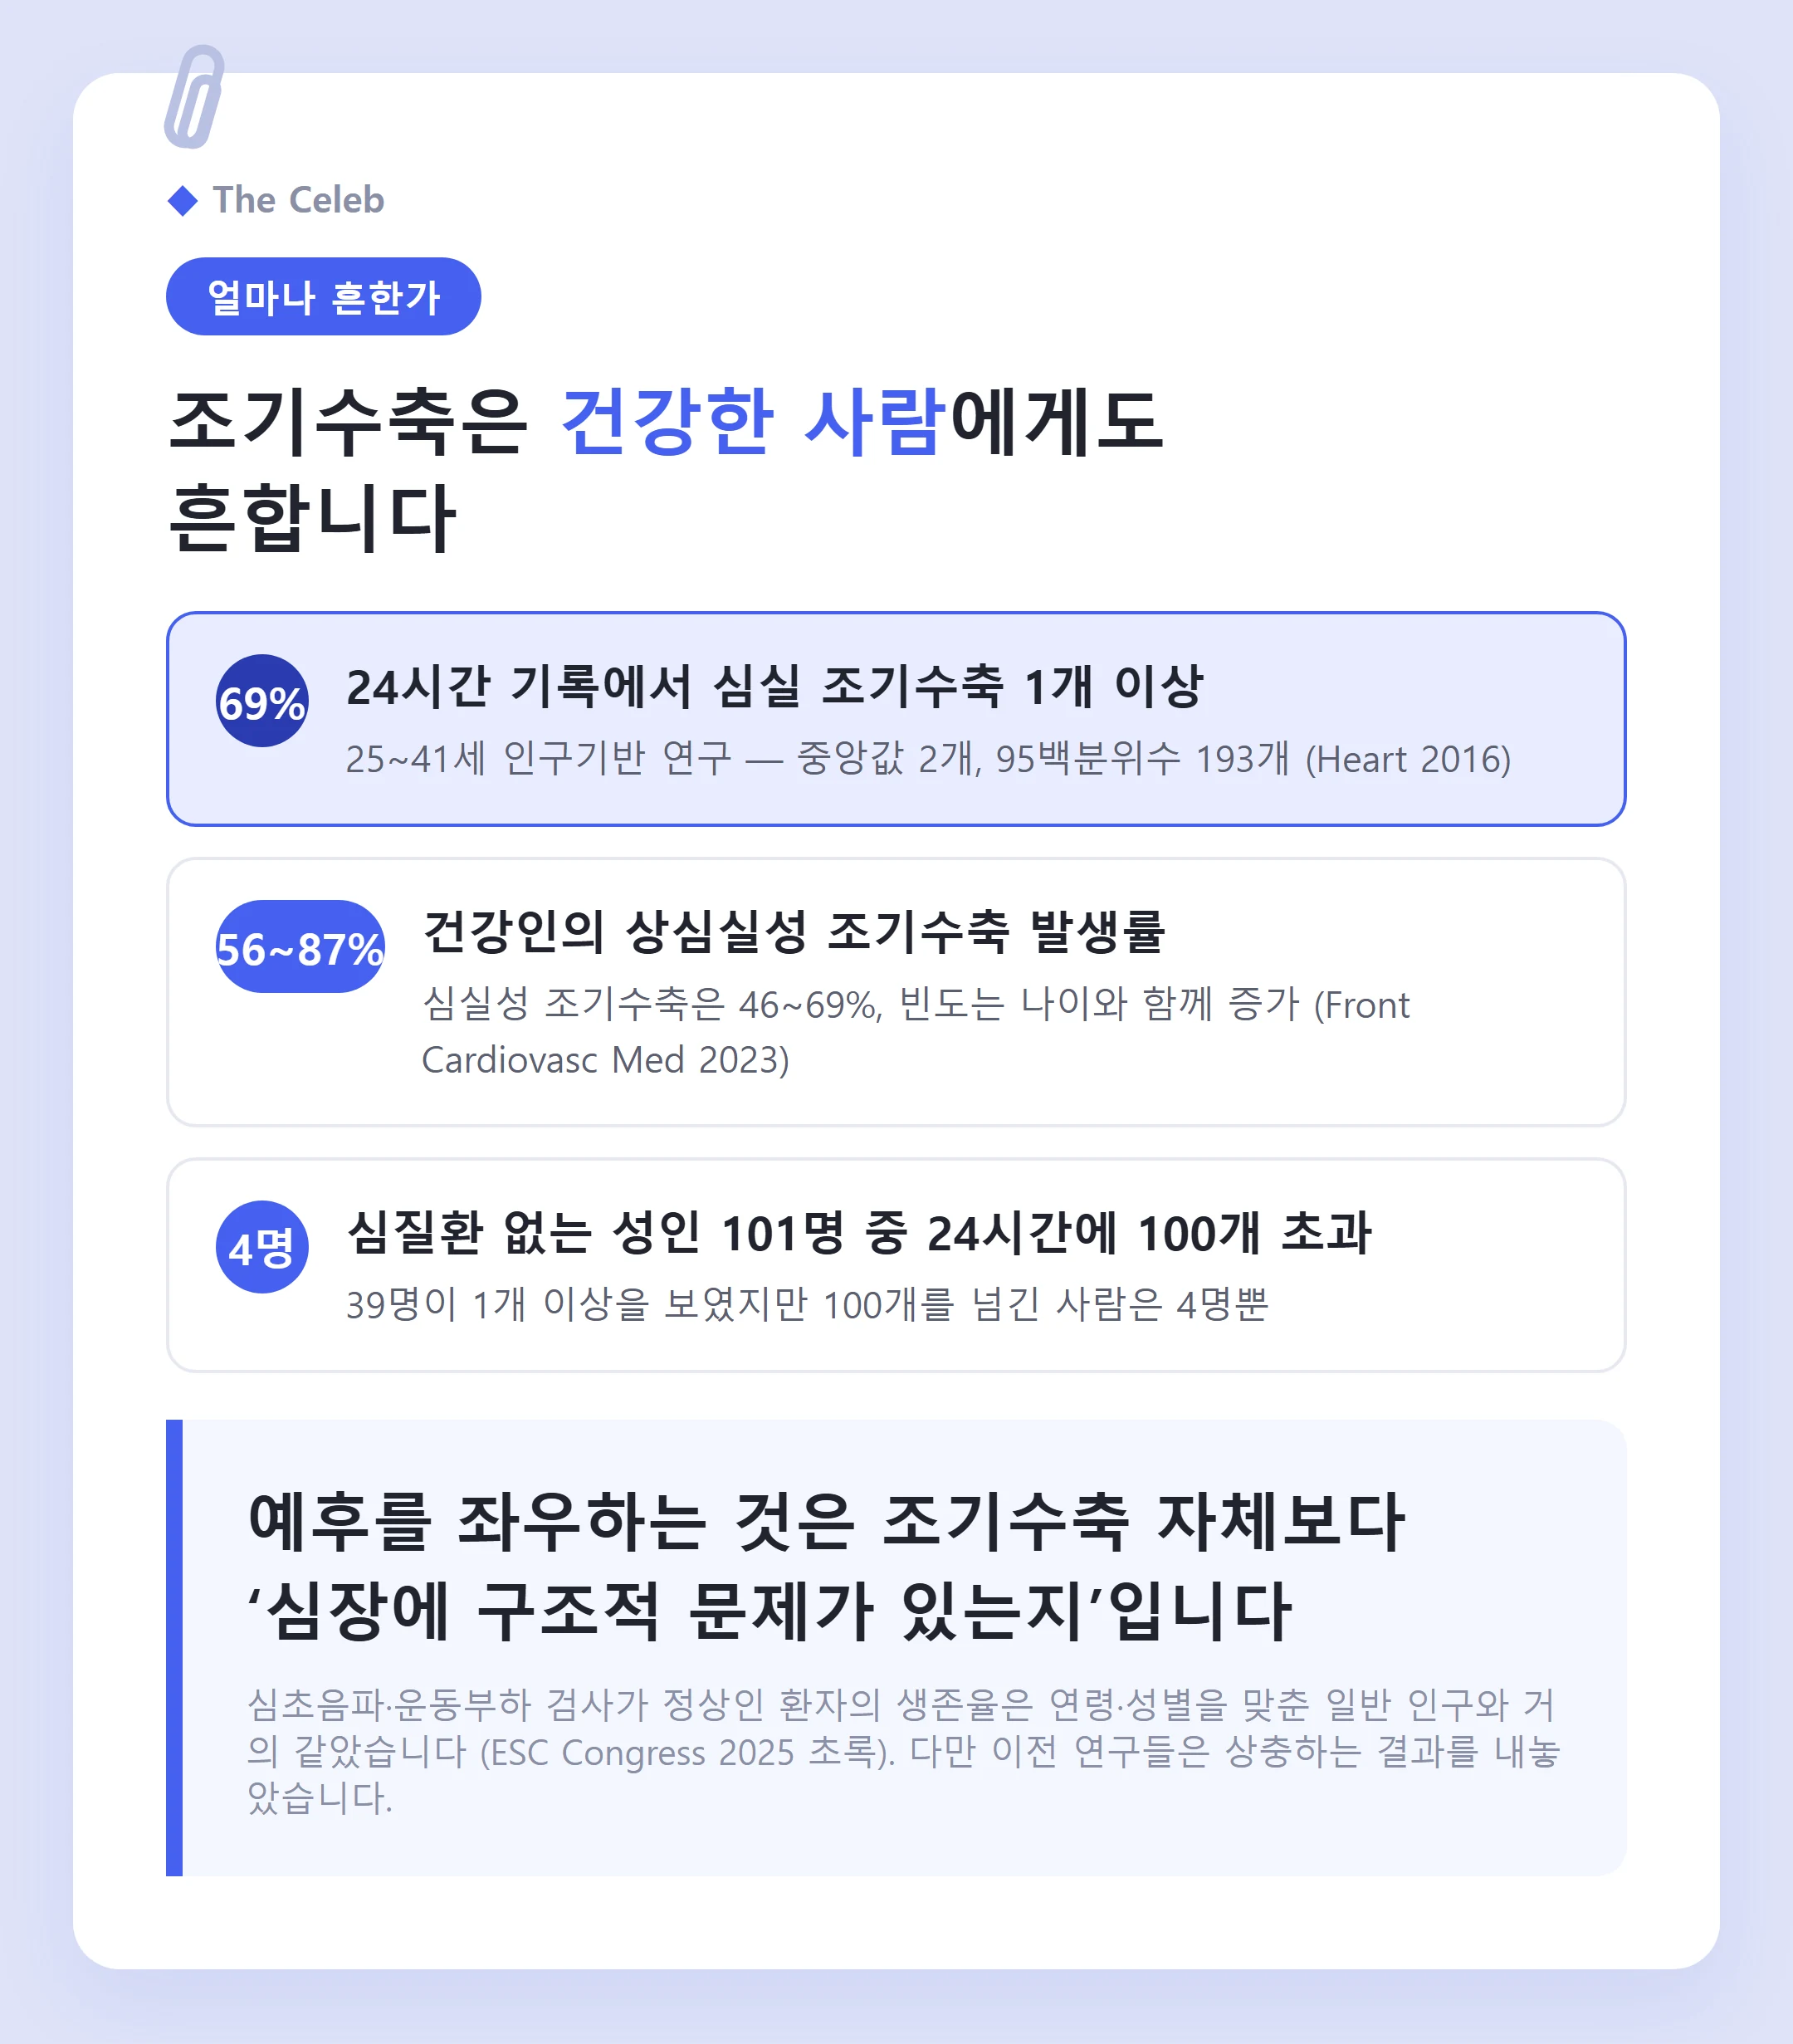 The Celeb
얼마나 흔한가
조기수축은 건강한 사람에게도
흔합니다
69%
24시간 기록에서 심실 조기수축 1개 이상
25~41세 인구기반 연구 — 중앙값 2개, 95백분위수 193개 (Heart 2016)
56~87%
건강인의 상심실성 조기수축 발생률
심실성 조기수축은 46~69%, 빈도는 나이와 함께 증가 (Front
Cardiovasc Med 2023)
4명
심질환 없는 성인 101명 중 24시간에 100개 초과
39명이 1개 이상을 보였지만 100개를 넘긴 사람은 4명뿐
예후를 좌우하는 것은 조기수축 자체보다
‘심장에 구조적 문제가 있는지’입니다
심초음파·운동부하 검사가 정상인 환자의 생존율은 연령·성별을 맞춘 일반 인구와 거
의 같았습니다 (ESC Congress 2025 초록). 다만 이전 연구들은 상충하는 결과를 내놓
았습니다.